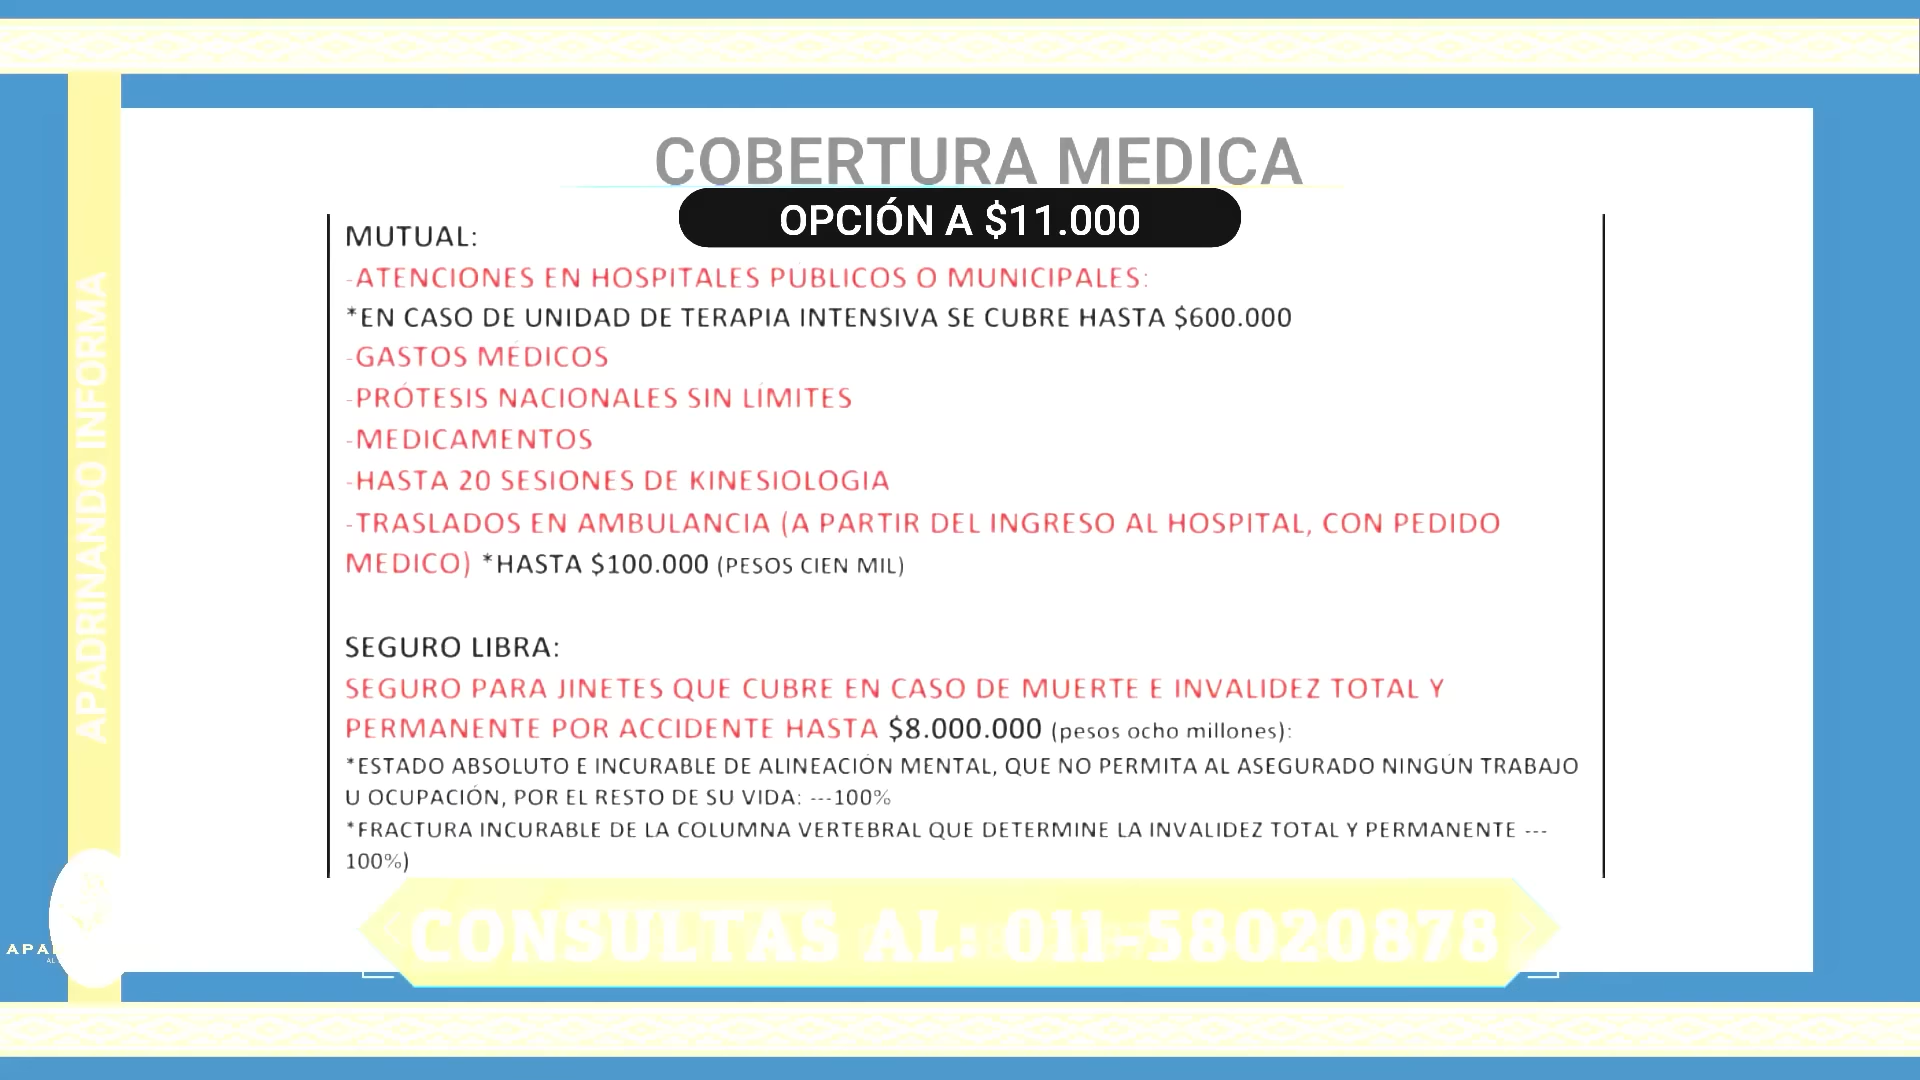 COBERTURA MEDICA
OPCIÓN A $11.000
MUTUAL:
-ATENCIONES EN HOSPITALES PÚBLICOS O MUNICIPALES:
*EN CASO DE UNIDAD DE TERAPIA INTENSIVA SE CUBRE HASTA $600.000
-GASTOS MÉDICOS
-PRÓTESIS NACIONALES SIN LÍMITES
-MEDICAMENTOS
-HASTA 20 SESIONES DE KINESIOLOGIA
-TRASLADOS EN AMBULANCIA (A PARTIR DEL INGRESO AL HOSPITAL, CON PEDIDO
MEDICO) *HASTA $100.000 (PESOS CIEN MIL)
SEGURO LIBRA:
SEGURO PARA JINETES QUE CUBRE EN CASO DE MUERTE E INVALIDEZ TOTAL Y
PERMANENTE POR ACCIDENTE HASTA $8.000.000 (pesos ocho millones):
*ESTADO ABSOLUTO E INCURABLE DE ALINEACIÓN MENTAL, QUE NO PERMITA AL ASEGURADO NINGÚN TRABAJO
U OCUPACIÓN, POR EL RESTO DE SU VIDA: ---100%
*FRACTURA INCURABLE DE LA COLUMNA VERTEBRAL QUE DETERMINE LA INVALIDEZ TOTAL Y PERMANENTE ---
100%)
CONSULTAS AL: 011-58020878
APADRINANDO INFORMA
APA
AL